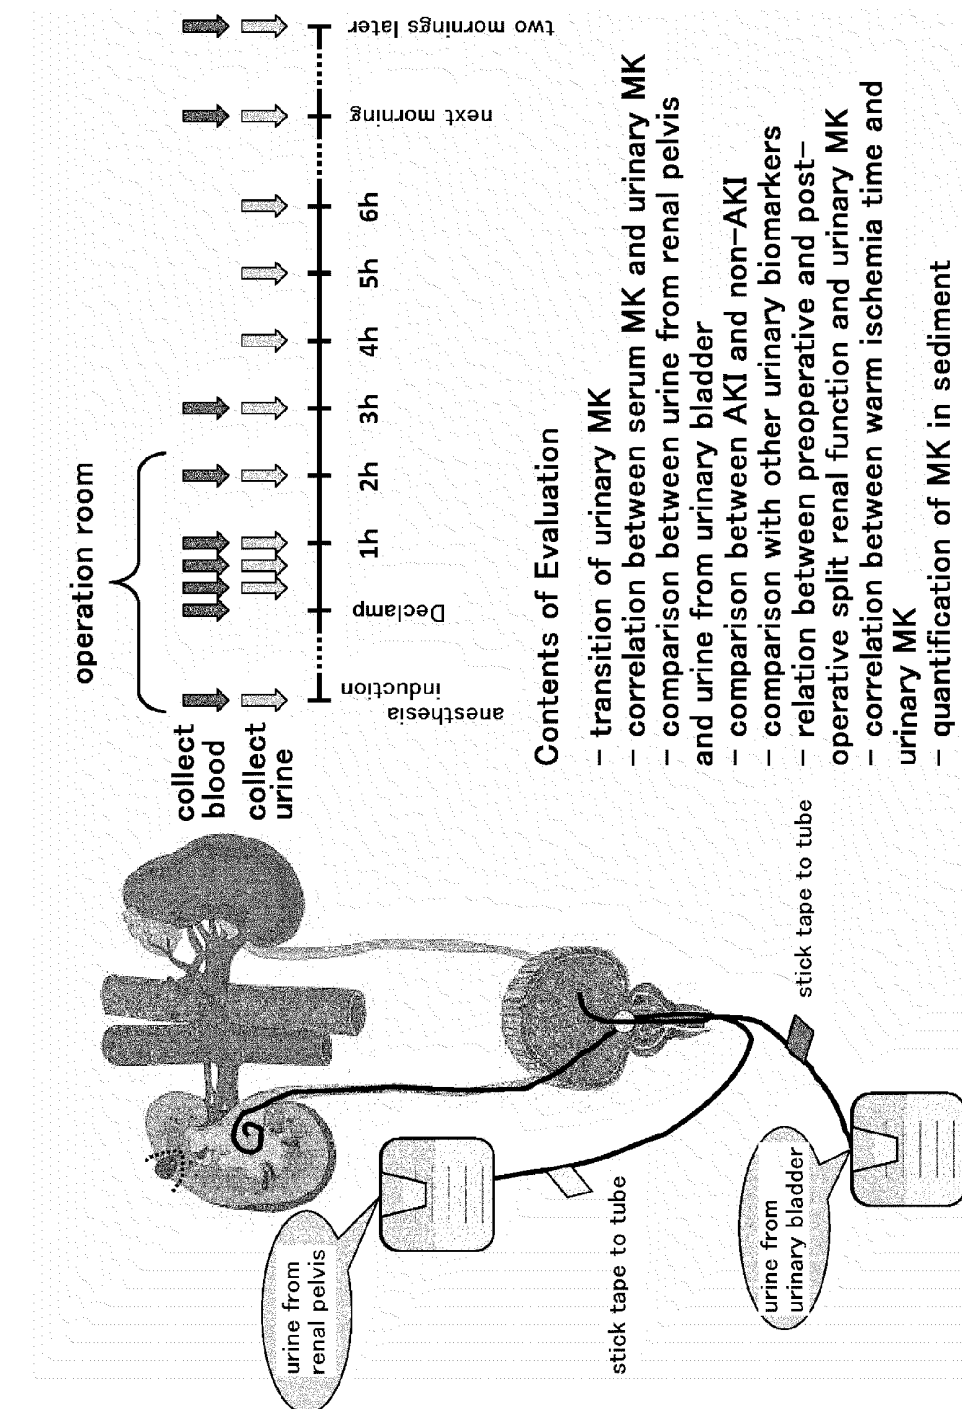 operation room
collect
blood
collect
urine
anesthesia
induction
Declamp
1h
2h
3h
4h
5h
6h
next morning
two mornings later
urine from
renal pelvis
stick tape to tube
urine from
urinary bladder
stick tape to tube
Contents of Evaluation
– transition of urinary MK
– correlation between serum MK and urinary MK
– comparison between urine from renal pelvis
and urine from urinary bladder
– comparison between AKI and non–AKI
– comparison with other urinary biomarkers
– relation between preoperative and post–
operative split renal function and urinary MK
– correlation between warm ischemia time and
urinary MK
– quantification of MK in sediment